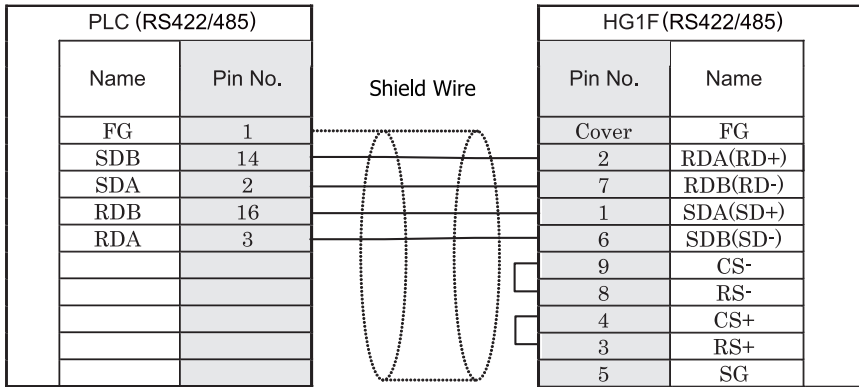 PLC (RS422/485) HG1F(RS422/485)
Name Pin No. Shield Wire Pin No. Name
FG 1 Cover FG
SDB 14 2 RDA(RD+)
SDA 2 7 RDB(RD-)
RDB 16 1 SDA(SD+)
RDA 3 6 SDB(SD-)
9 CS-
8 RS-
4 CS+
3 RS+
5 SG